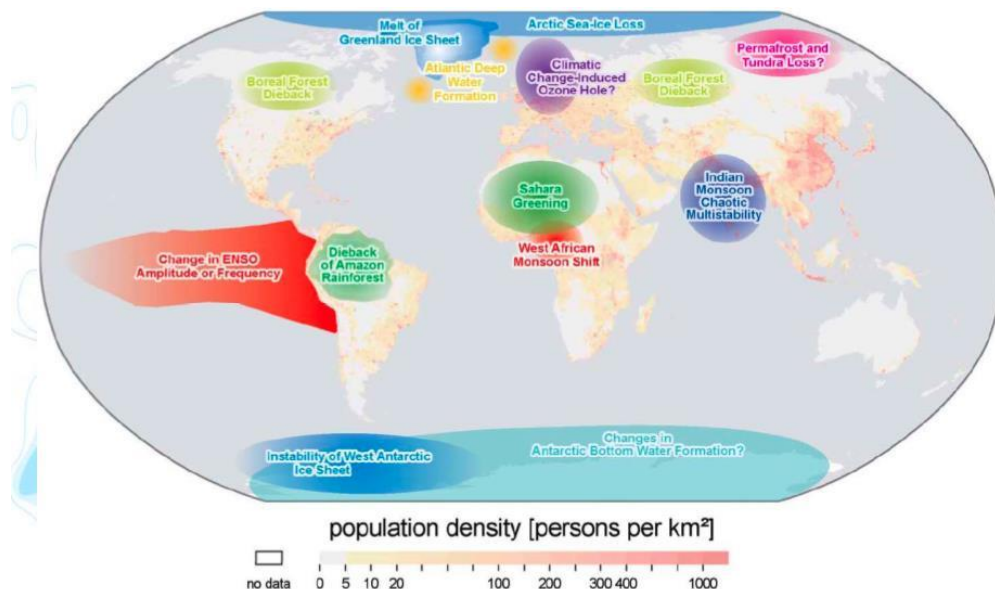 Melt of
Greenland Ice Sheet
Arctic Sea-Ice Loss
Atlantic Deep
Water
Formation
Climatic
Change-Induced
Ozone Hole?
Permafrost and
Tundra Loss?
Boreal Forest
Dieback
Boreal Forest
Dieback
Sahara
Greening
Indian
Monsoon
Chaotic
Multistability
West African
Monsoon Shift
Change in ENSO
Amplitude or Frequency
Dieback
of Amazon
Rainforest
Instability of West Antarctic
Ice Sheet
Changes in
Antarctic Bottom Water Formation?
population density [persons per km²]
no data
0 5 10 20 100 200 300 400 1000